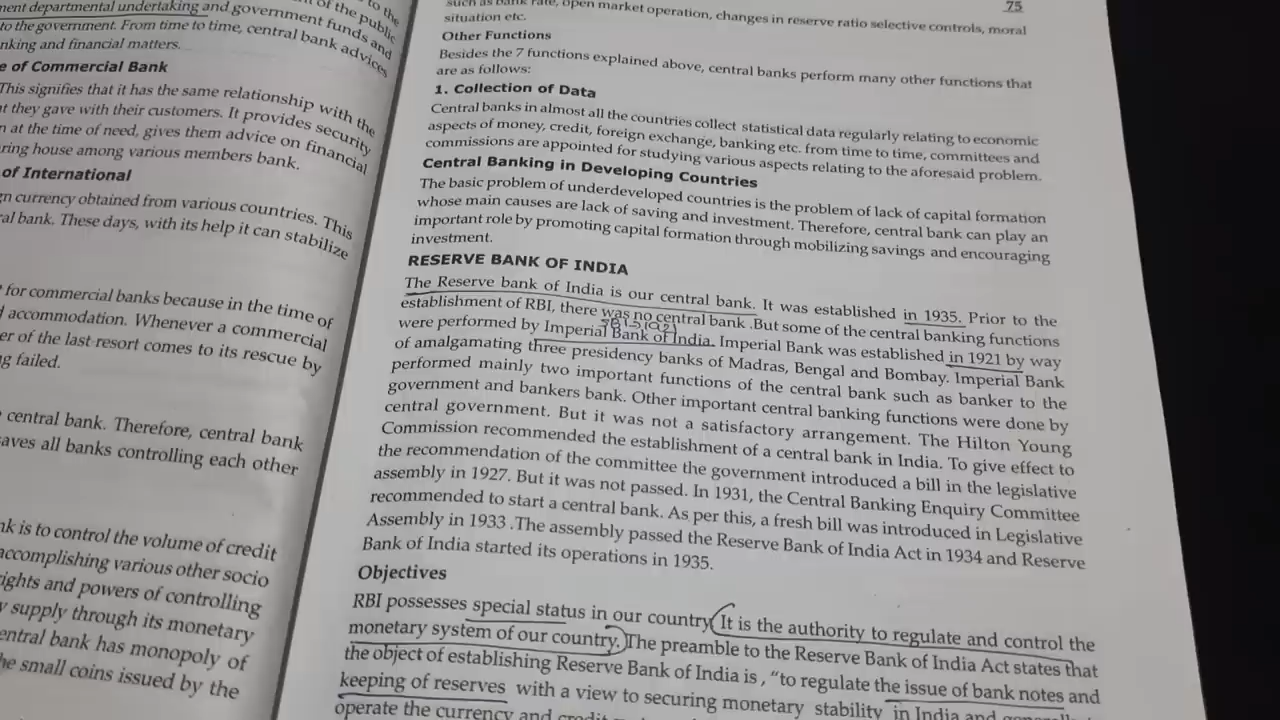 to the
of the public
ment departmental undertaking and government funds and
to the government. From time to time, central bank advices
nking and financial matters.
e of Commercial Bank
This signifies that it has the same relationship with the
t they gave with their customers. It provides security
n at the time of need, gives them advice on financial
ring house among various members bank.
of International
gn currency obtained from various countries. This
ral bank. These days, with its help it can stabilize
for commercial banks because in the time of
accommodation. Whenever a commercial
er of the last resort comes to its rescue by
g failed.
central bank. Therefore, central bank
aves all banks controlling each other
nk is to control the volume of credit
accomplishing various other socio
ights and powers of controlling
y supply through its monetary
entral bank has monopoly of
he small coins issued by the
75
such as bank rate, open market operation, changes in reserve ratio selective controls, moral
situation etc.
Other Functions
Besides the 7 functions explained above, central banks perform many other functions that
are as follows:
1. Collection of Data
Central banks in almost all the countries collect statistical data regularly relating to economic
aspects of money, credit, foreign exchange, banking etc. from time to time, committees and
commissions are appointed for studying various aspects relating to the aforesaid problem.
Central Banking in Developing Countries
The basic problem of underdeveloped countries is the problem of lack of capital formation
whose main causes are lack of saving and investment. Therefore, central bank can play an
important role by promoting capital formation through mobilizing savings and encouraging
investment.
RESERVE BANK OF INDIA
The Reserve bank of India is our central bank. It was established in 1935. Prior to the
establishment of RBI, there was no central bank .But some of the central banking functions
were performed by Imperial Bank of India. Imperial Bank was established in 1921 by way
of amalgamating three presidency banks of Madras, Bengal and Bombay. Imperial Bank
performed mainly two important functions of the central bank such as banker to the
government and bankers bank. Other important central banking functions were done by
central government. But it was not a satisfactory arrangement. The Hilton Young
Commission recommended the establishment of a central bank in India. To give effect to
the recommendation of the committee the government introduced a bill in the legislative
assembly in 1927. But it was not passed. In 1931, the Central Banking Enquiry Committee
recommended to start a central bank. As per this, a fresh bill was introduced in Legislative
Assembly in 1933 .The assembly passed the Reserve Bank of India Act in 1934 and Reserve
Bank of India started its operations in 1935.
Objectives
RBI possesses special status in our country. It is the authority to regulate and control the
monetary system of our country. The preamble to the Reserve Bank of India Act states that
the object of establishing Reserve Bank of India is , "to regulate the issue of bank notes and
keeping of reserves with a view to securing monetary stability in India and
operate the currency and credit